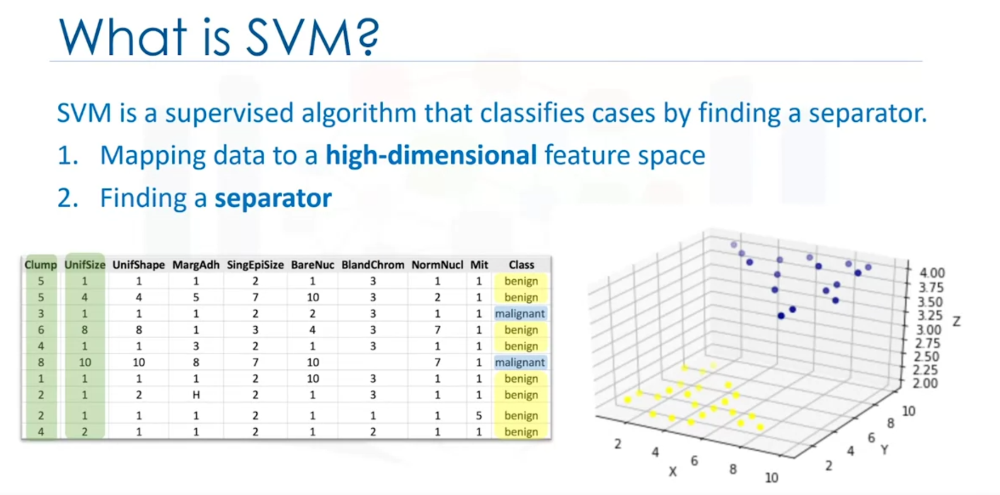 What is SVM?
SVM is a supervised algorithm that classifies cases by finding a separator.
1. Mapping data to a high-dimensional feature space
2. Finding a separator
Clump UnifSize UnifShape MargAdh SingEpiSize BareNuc BlandChrom NormNucl Mit Class
5 1 1 1 2 1 3 1 1 benign
5 4 4 5 7 10 3 2 1 benign
3 1 1 1 2 2 3 1 1 malignant
6 8 8 1 3 4 3 7 1 benign
4 1 1 3 2 1 3 1 1 benign
8 10 10 8 7 10 7 1 malignant
1 1 1 1 2 10 3 1 1 benign
2 1 2 H 2 1 3 1 1 benign
2 1 1 1 2 1 1 1 5 benign
4 2 1 1 2 1 2 1 1 benign
4.00
3.75
3.50
3.25
3.00
2.75
2.50
2.25
2.00
Z
2 4 6 8 10
X
2 4 6 8 10
Y